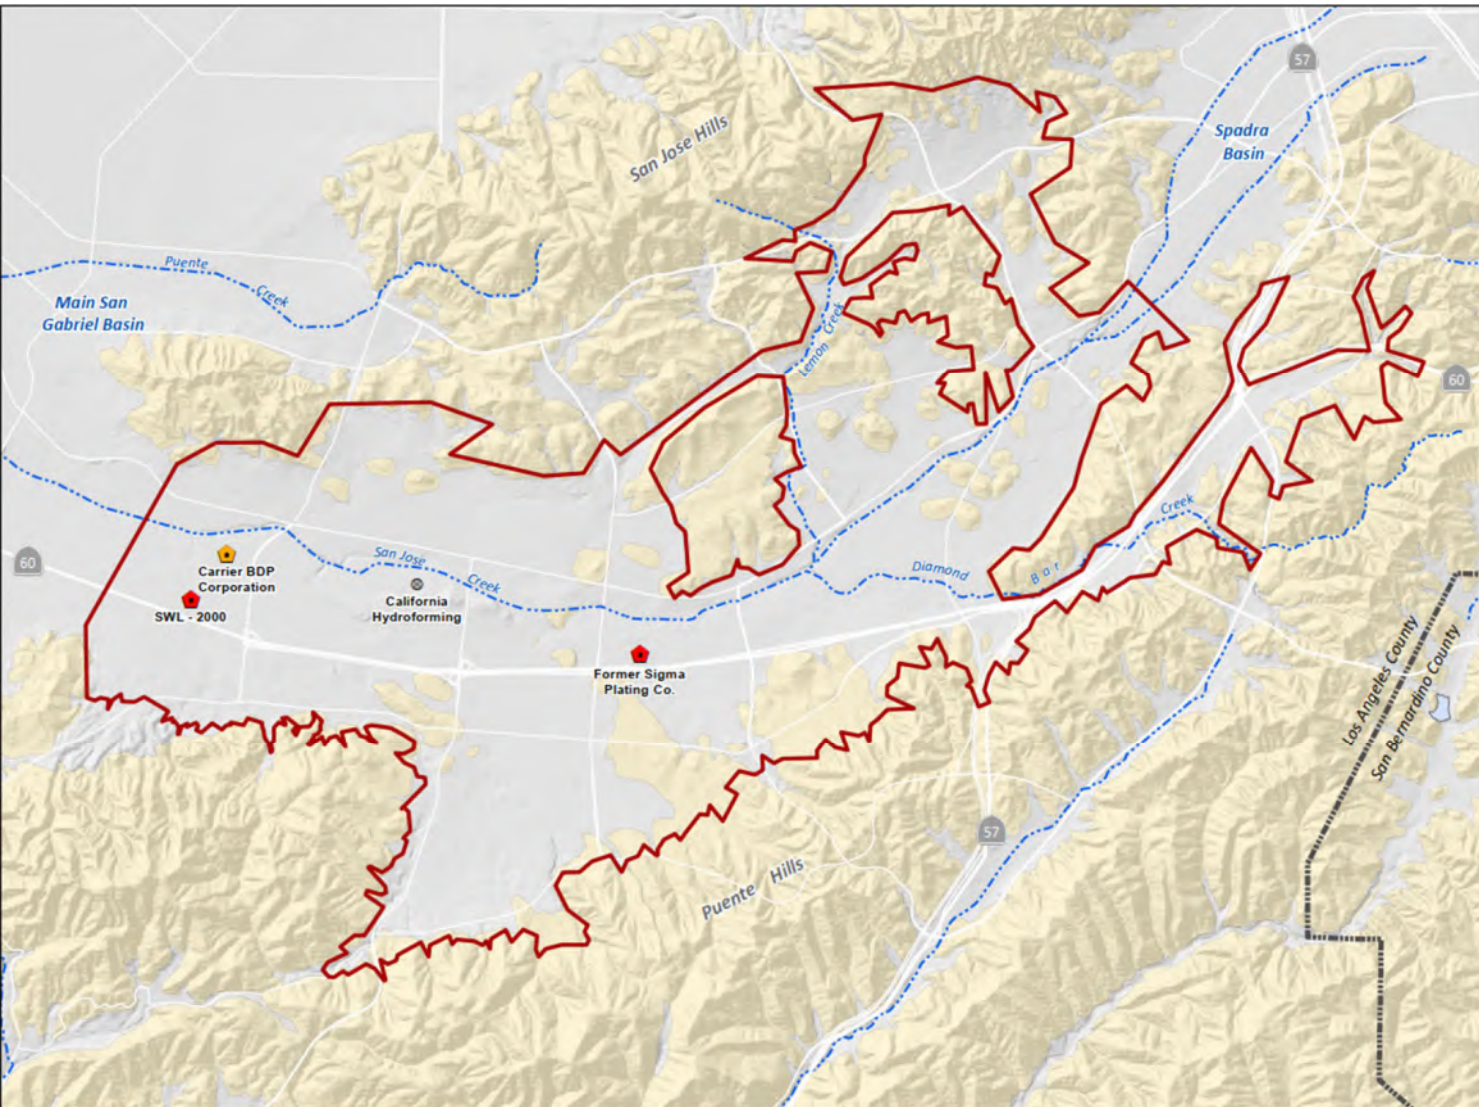 57
San Jose Hills
Spadra
Basin
Puente
Creek
Main San
Gabriel Basin
Lemon Creek
60
Creek
San Jose
Creek
Diamond
Bar
60
Carrier BDP
Corporation
SWL - 2000
California
Hydroforming
Former Sigma
Plating Co.
Los Angeles County
San Bernardino County
57
Puente Hills